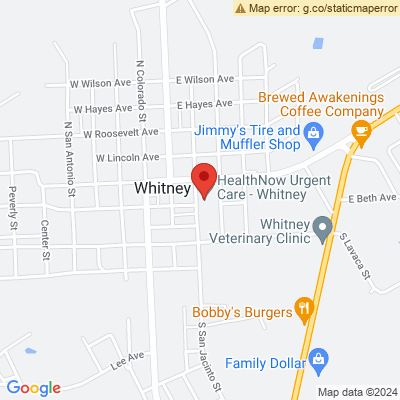 Map error: g.co/staticmaperror
W Wilson Ave
E Wilson Ave
N Colorado St
W Hayes Ave
E Hayes Ave
Brewed Awakenings
Coffee Company
N San Antonio St
W Roosevelt Ave
Jimmy's Tire and
Muffler Shop
W Lincoln Ave
Whitney
HealthNow Urgent
Care - Whitney
Peverly St
Center St
E Beth Ave
Whitney
Veterinary Clinic
S Lavaca St
Bobby's Burgers
S San Jacinto St
Lee Ave
Family Dollar
Google
Map data ©2024